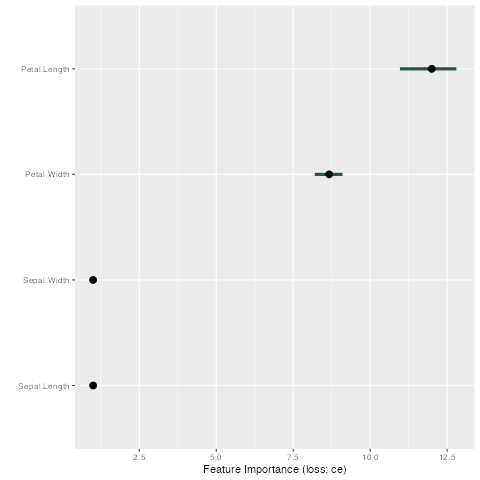 Petal.Length
Petal.Width
Sepal.Width
Sepal.Length
2.5 5.0 7.5 10.0 12.5
Feature Importance (loss: ce)